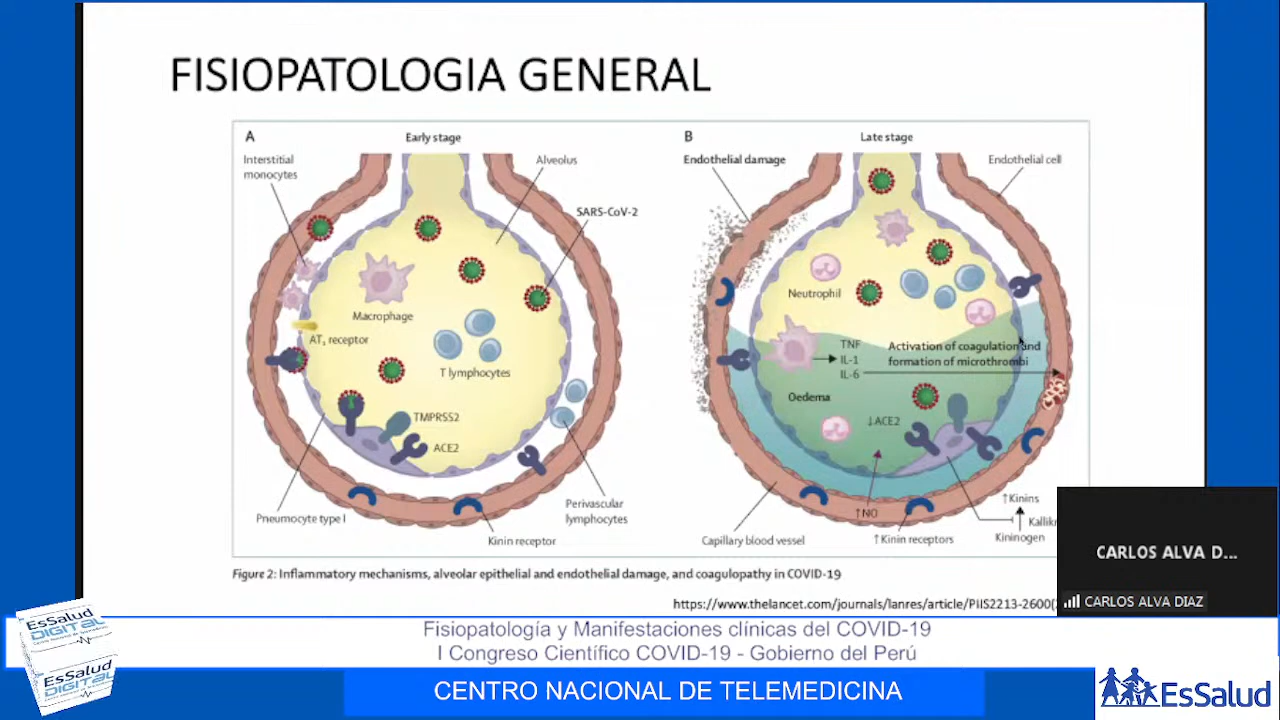 FISIOPATOLOGIA GENERAL
A
Early stage
Interstitial
monocytes
Alveolus
SARS-CoV-2
Macrophage
AT₁ receptor
T lymphocytes
TMPRSS2
ACE2
Pneumocyte type I
Perivascular
lymphocytes
Kinin receptor
B
Late stage
Endothelial damage
Endothelial cell
Neutrophil
TNF
IL-1
IL-6
Activation of coagulation and
formation of microthrombi
Oedema
↓ACE2
↑NO
↑Kinins
Kininogen
Capillary blood vessel
↑Kinin receptors
Figure 2: Inflammatory mechanisms, alveolar epithelial and endothelial damage, and coagulopathy in COVID-19
https://www.thelancet.com/journals/lanres/article/PIIS2213-2600(
CARLOS ALVA D...
CARLOS ALVA DIAZ
Fisiopatología y Manifestaciones clínicas del COVID-19
I Congreso Científico COVID-19 - Gobierno del Perú
CENTRO NACIONAL DE TELEMEDICINA
EsSalud
DIGITAL
EsSalud
DIGITAL
EsSalud